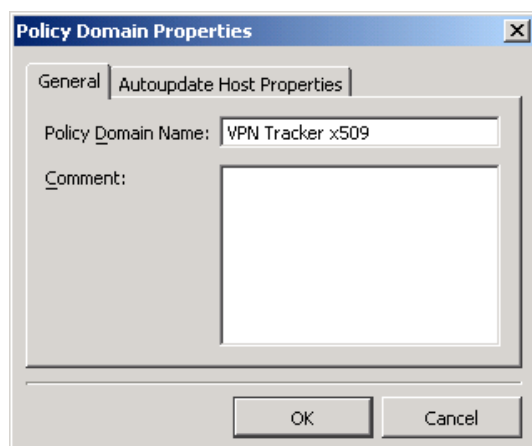 Policy Domain Properties
General
Autoupdate Host Properties
Policy Domain Name: VPN Tracker x509
Comment:
OK
Cancel